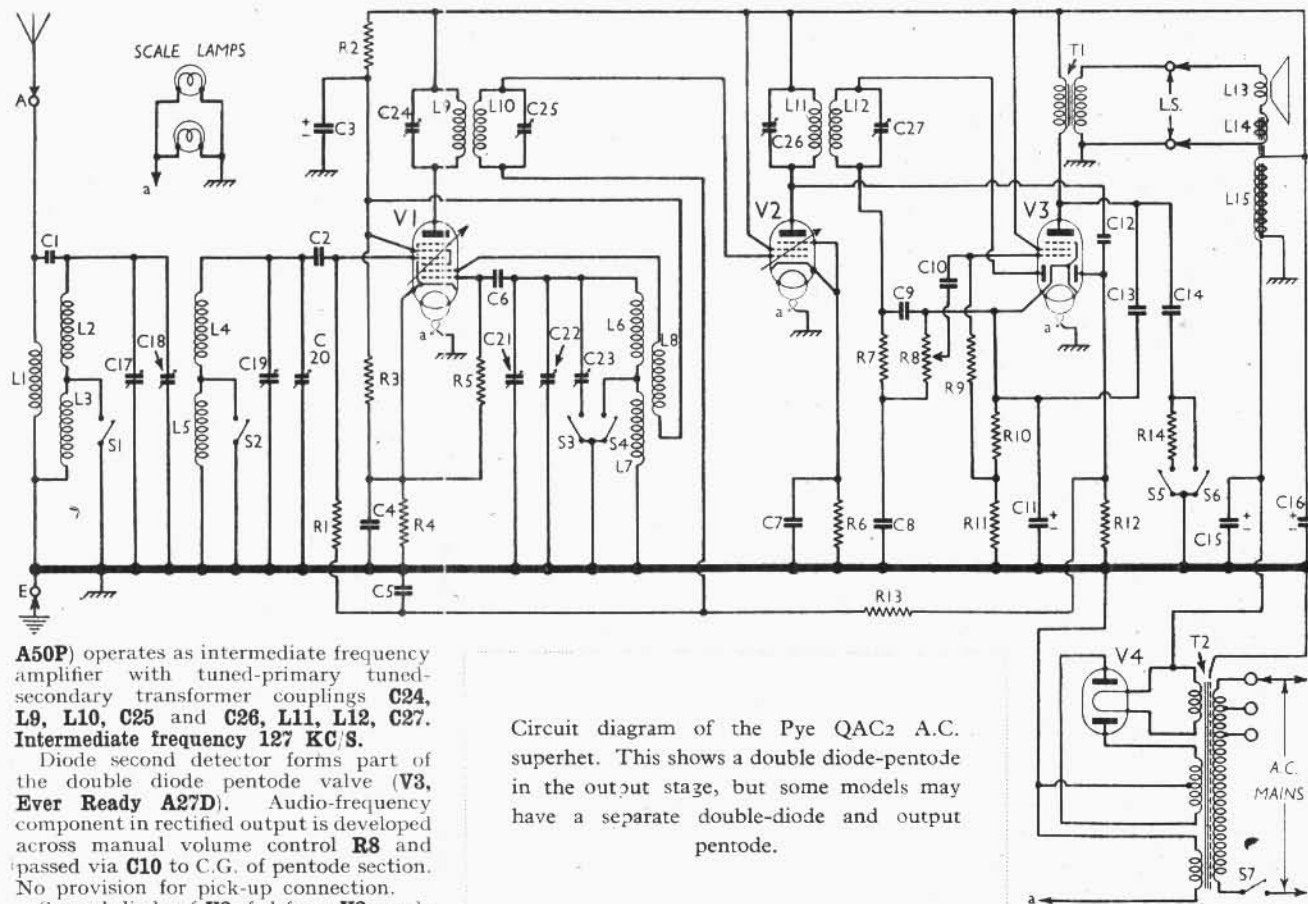 SCALE LAMPS
A
a
C1
L1
L2
L3
S1
C17
C18
L4
L5
S2
C19
C
20
C2
R1
R2
C3
+
-
C24
L9
L10
C25
V1
a
R3
R4
R5
C4
C5
C6
C21
C22
C23
L6
L8
S3
S4
L7
L11
C26
L12
C27
V2
a
C7
R6
R7
C8
C9
R8
C10
R9
R10
R11
C11
+
-
V3
a
T1
L.S.
L13
L14
L15
C12
C13
C14
R12
R14
S5
S6
C15
+
-
C16
+
-
E
R13
V4
T2
A.C.
MAINS
S7
a
A50P) operates as intermediate frequency
amplifier with tuned-primary tuned-
secondary transformer couplings C24,
L9, L10, C25 and C26, L11, L12, C27.
Intermediate frequency 127 KC/S.
Diode second detector forms part of
the double diode pentode valve (V3,
Ever Ready A27D). Audio-frequency
component in rectified output is developed
across manual volume control R8 and
passed via C10 to C.G. of pentode section.
No provision for pick-up connection.
Circuit diagram of the Pye QAC2 A.C.
superhet. This shows a double diode-pentode
in the output stage, but some models may
have a separate double-diode and output
pentode.